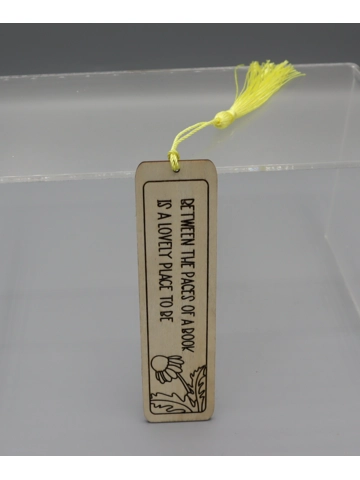 BETWEEN THE PAGES OF A BOOK
IS A LOVELY PLACE TO BE